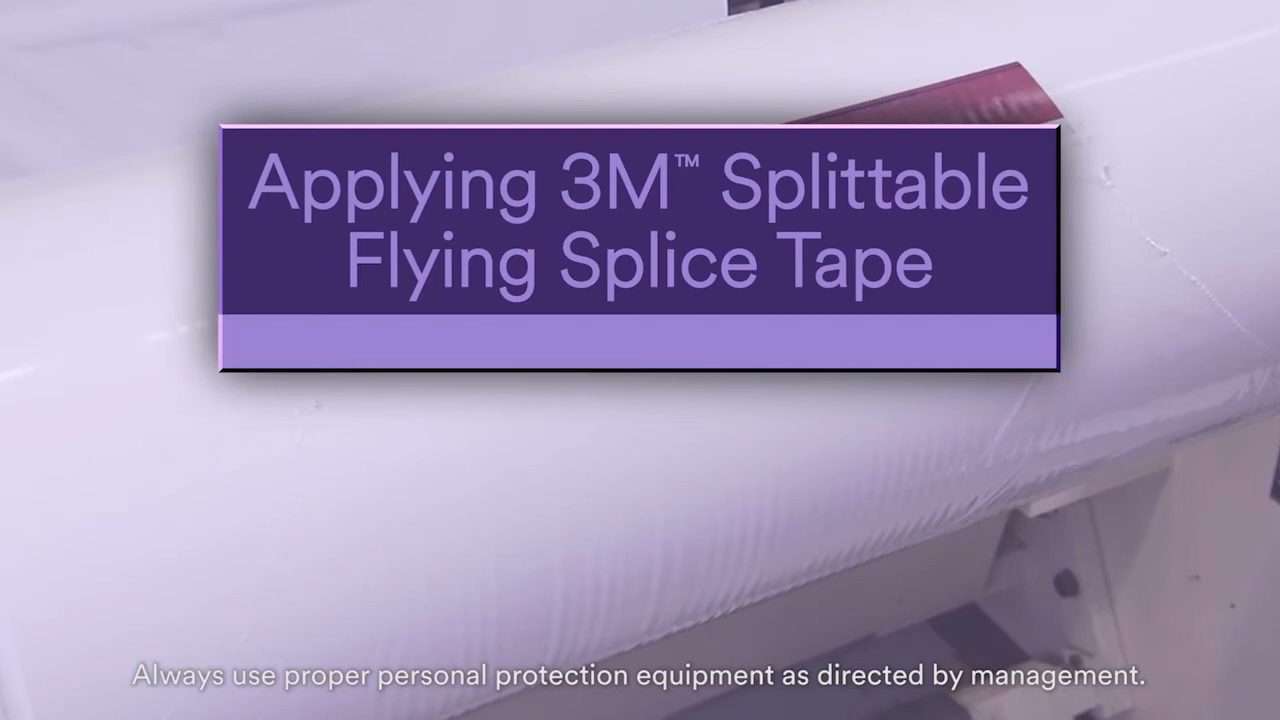 Applying 3M™ Splittable
Flying Splice Tape
Always use proper personal protection equipment as directed by management.